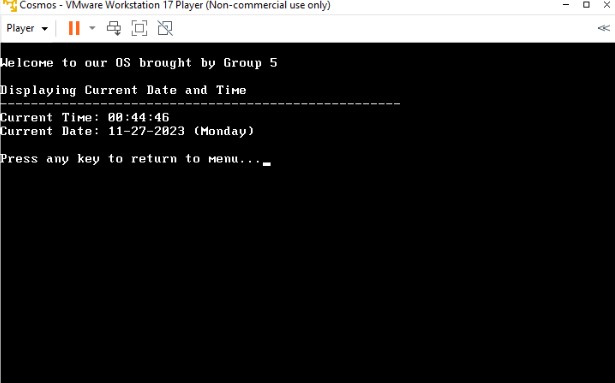 Cosmos - VMware Workstation 17 Player (Non-commercial use only)
Player
Welcome to our OS brought by Group 5
Displaying Current Date and Time
--------------------------------------------------
Current Time: 00:44:46
Current Date: 11-27-2023 (Monday)
Press any key to return to menu...